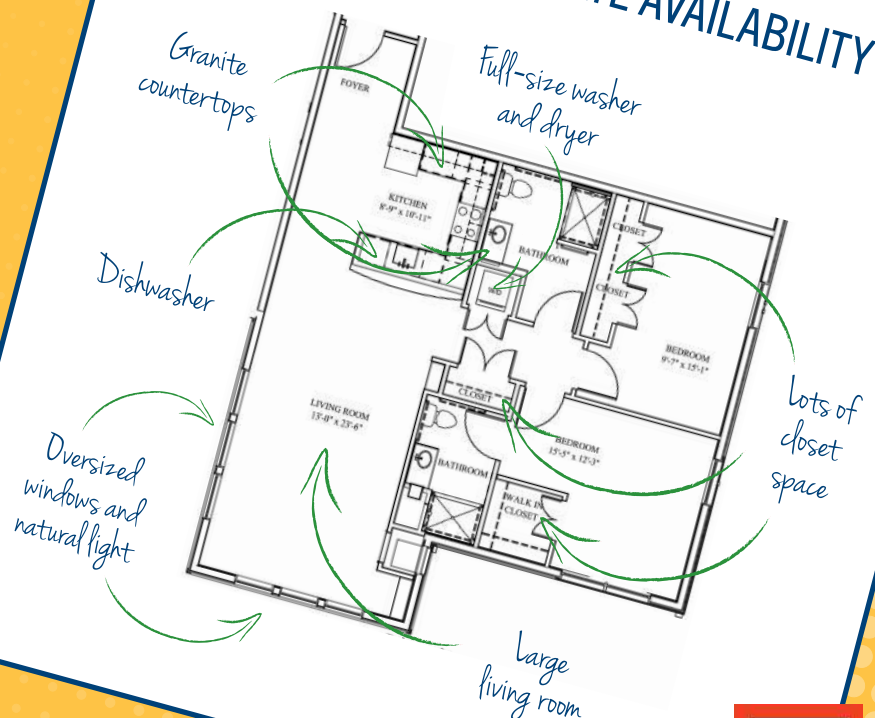 AVAILABILITY
Granite
countertops
Full-size washer
and dryer
FOYER
KITCHEN
8'-9" x 10'-11"
BATHROOM
CLOSET
CLOSET
W/D
Dishwasher
BEDROOM
9'-7" x 15'-1"
Lots of
closet
space
LIVING ROOM
13'-0" x 23'-6"
CLOSET
BEDROOM
15'-5" x 12'-3"
BATHROOM
WALK IN
CLOSET
Oversized
windows and
natural light
Large
living room